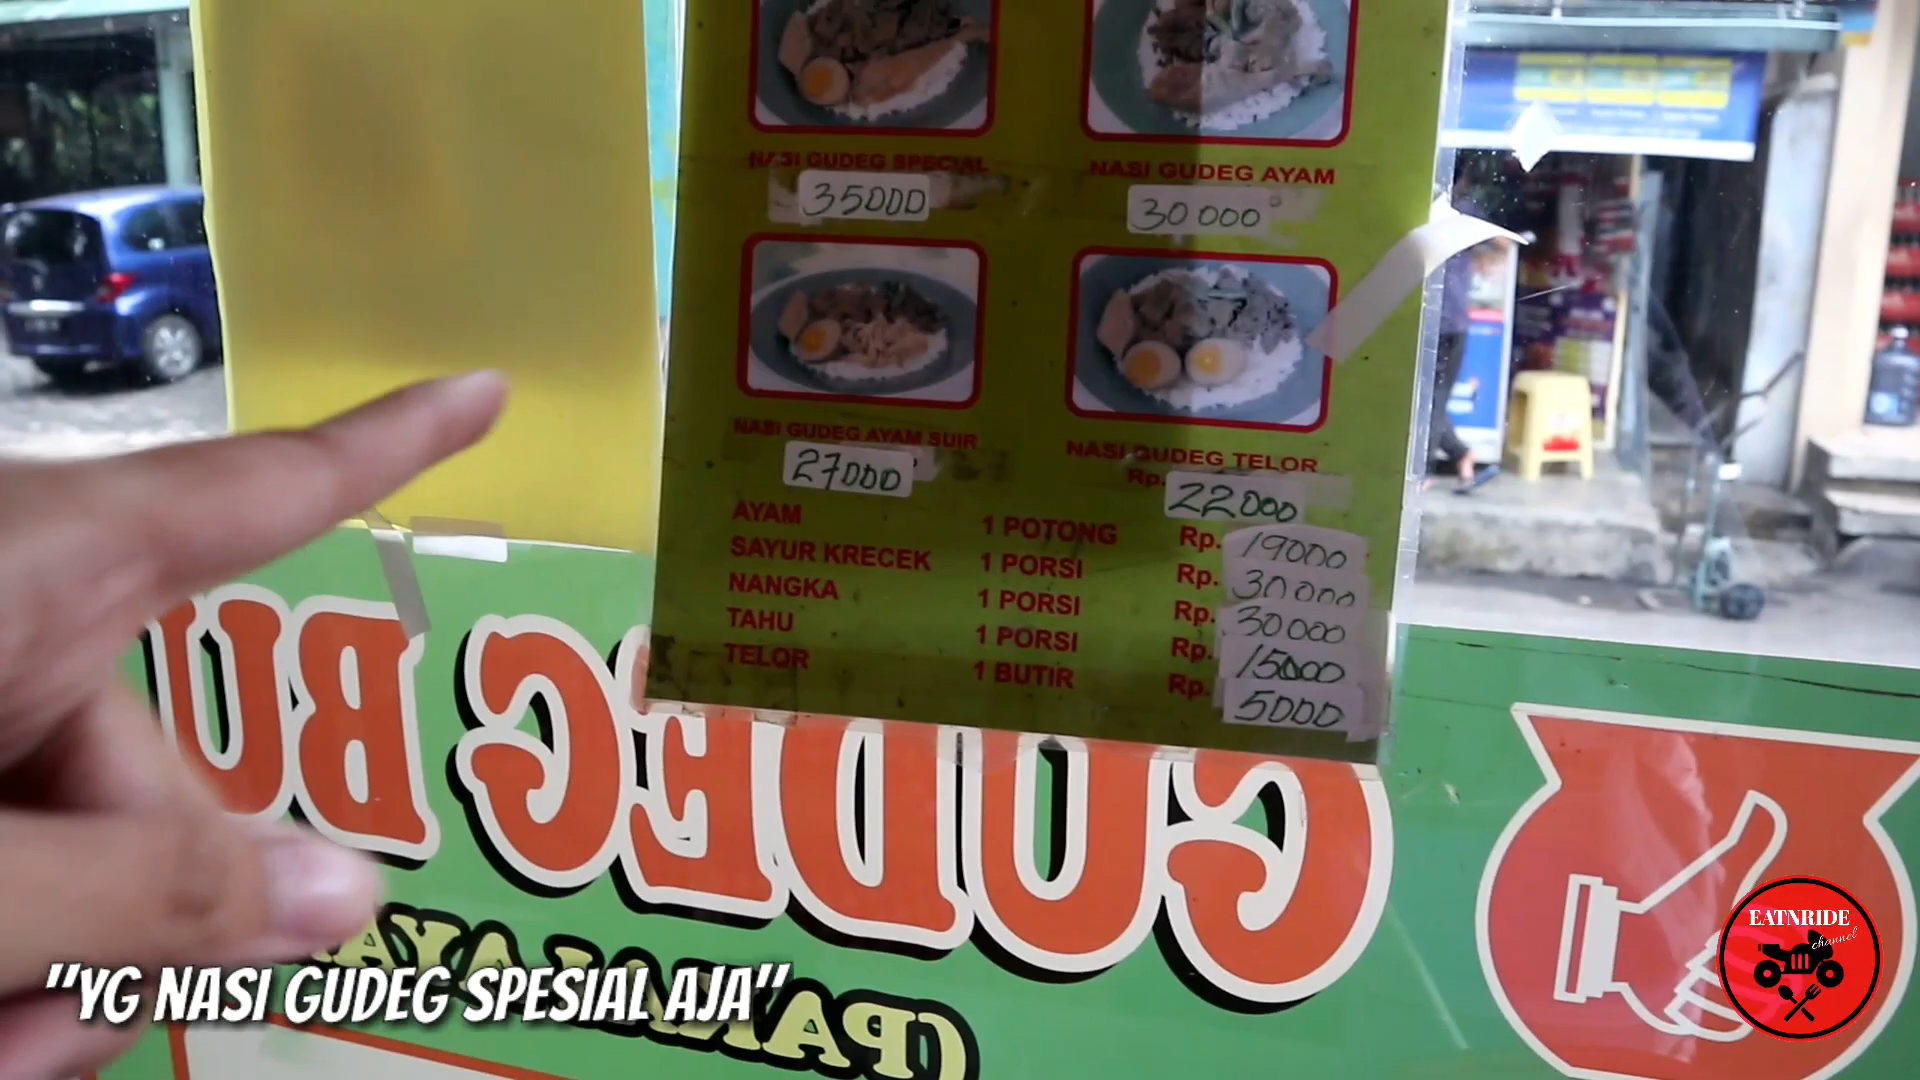 NASI GUDEG SPECIAL
35000
NASI GUDEG AYAM
30 000
NASI GUDEG AYAM SUIR
27000
NASI GUDEG TELOR
Rp. 22000
AYAM 1 POTONG Rp. 19000
SAYUR KRECEK 1 PORSI Rp. 30000
NANGKA 1 PORSI Rp. 30000
TAHU 1 PORSI Rp. 15000
TELOR 1 BUTIR Rp. 5000
GUDEG BU
"YG NASI GUDEG SPESIAL AJA"
EATNRIDE
channel